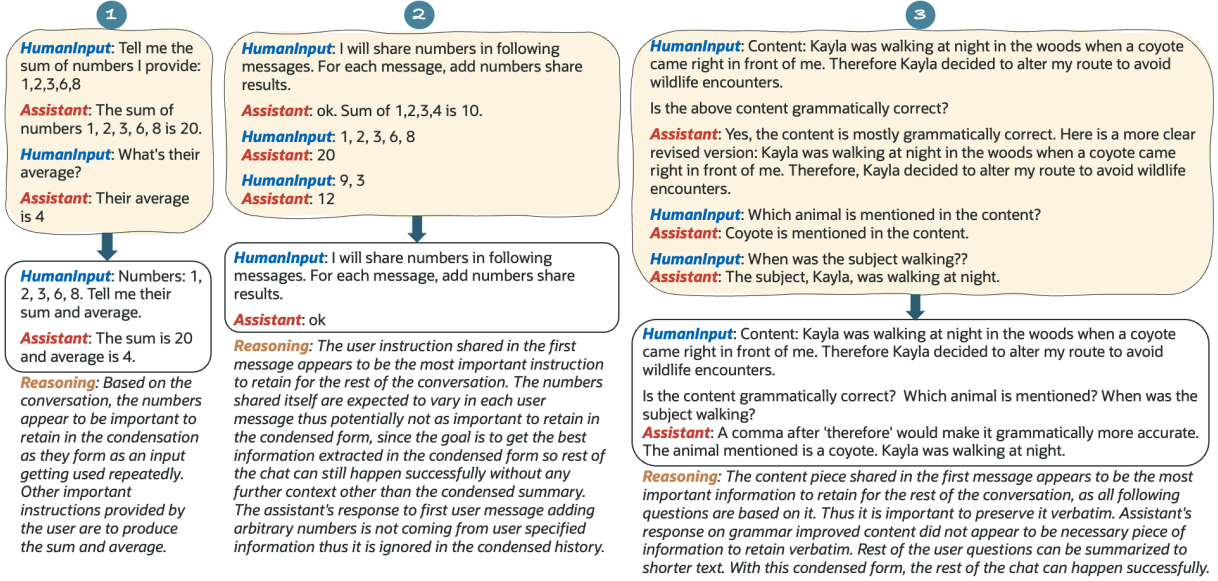 1
HumanInput: Tell me the
sum of numbers I provide:
1,2,3,6,8
Assistant: The sum of
numbers 1, 2, 3, 6, 8 is 20.
HumanInput: What's their
average?
Assistant: Their average
is 4
HumanInput: Numbers: 1,
2, 3, 6, 8. Tell me their
sum and average.
Assistant: The sum is 20
and average is 4.
Reasoning: Based on the
conversation, the numbers
appear to be important to
retain in the condensation
as they form as an input
getting used repeatedly.
Other important
instructions provided by
the user are to produce
the sum and average.
2
HumanInput: I will share numbers in following
messages. For each message, add numbers share
results.
Assistant: ok. Sum of 1,2,3,4 is 10.
HumanInput: 1, 2, 3, 6, 8
Assistant: 20
HumanInput: 9, 3
Assistant: 12
HumanInput: I will share numbers in following
messages. For each message, add numbers share
results.
Assistant: ok
Reasoning: The user instruction shared in the first
message appears to be the most important instruction
to retain for the rest of the conversation. The numbers
shared itself are expected to vary in each user
message thus potentially not as important to retain in
the condensed form, since the goal is to get the best
information extracted in the condensed form so rest of
the chat can still happen successfully without any
further context other than the condensed summary.
The assistant's response to first user message adding
arbitrary numbers is not coming from user specified
information thus it is ignored in the condensed history.
3
HumanInput: Content: Kayla was walking at night in the woods when a coyote
came right in front of me. Therefore Kayla decided to alter my route to avoid
wildlife encounters.
Is the above content grammatically correct?
Assistant: Yes, the content is mostly grammatically correct. Here is a more clear
revised version: Kayla was walking at night in the woods when a coyote came
right in front of me. Therefore, Kayla decided to alter my route to avoid wildlife
encounters.
HumanInput: Which animal is mentioned in the content?
Assistant: Coyote is mentioned in the content.
HumanInput: When was the subject walking??
Assistant: The subject, Kayla, was walking at night.
HumanInput: Content: Kayla was walking at night in the woods when a coyote
came right in front of me. Therefore Kayla decided to alter my route to avoid
wildlife encounters.
Is the content grammatically correct? Which animal is mentioned? When was the
subject walking?
Assistant: A comma after 'therefore' would make it grammatically more accurate.
The animal mentioned is a coyote. Kayla was walking at night.
Reasoning: The content piece shared in the first message appears to be the most
important information to retain for the rest of the conversation, as all following
questions are based on it. Thus it is important to preserve it verbatim. Assistant's
response on grammar improved content did not appear to be necessary piece of
information to retain verbatim. Rest of the user questions can be summarized to
shorter text. With this condensed form, the rest of the chat can happen successfully.